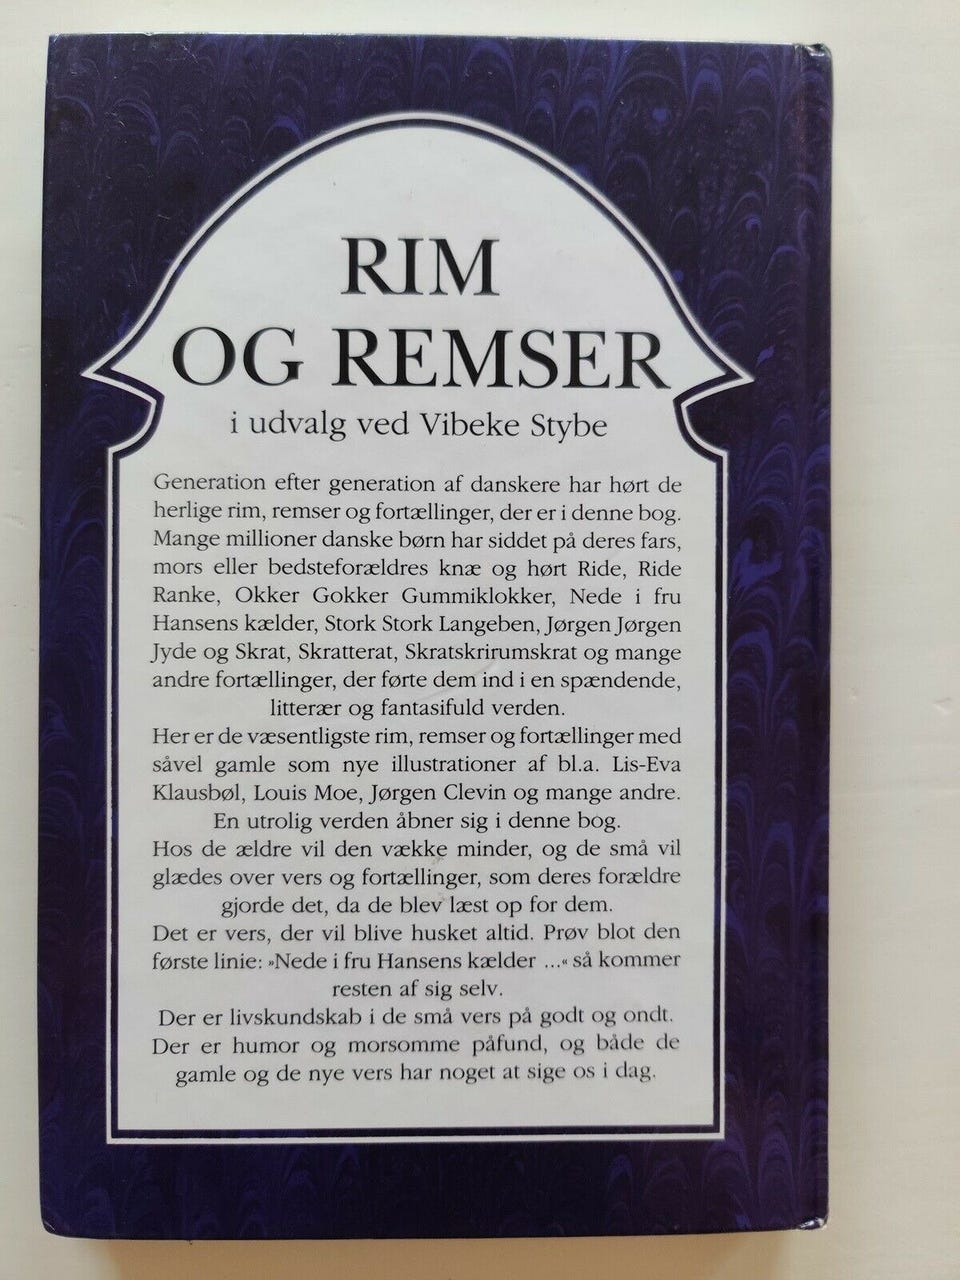 RIM
OG REMSER
i udvalg ved Vibeke Stybe
Generation efter generation af danskere har hørt de
herlige rim, remser og fortællinger, der er i denne bog.
Mange millioner danske børn har siddet på deres fars,
mors eller bedsteforældres knæ og hørt Ride, Ride
Ranke, Okker Gokker Gummiklokker, Nede i fru
Hansens kælder, Stork Stork Langeben, Jørgen Jørgen
Jyde og Skrat, Skratterat, Skratskrirumskrat og mange
andre fortællinger, der førte dem ind i en spændende,
litterær og fantasifuld verden.
Her er de væsentligste rim, remser og fortællinger med
såvel gamle som nye illustrationer af bl.a. Lis-Eva
Klausbøl, Louis Moe, Jørgen Clevin og mange andre.
En utrolig verden åbner sig i denne bog.
Hos de ældre vil den vække minder, og de små vil
glædes over vers og fortællinger, som deres forældre
gjorde det, da de blev læst op for dem.
Det er vers, der vil blive husket altid. Prøv blot den
første linie: »Nede i fru Hansens kælder ...« så kommer
resten af sig selv.
Der er livskundskab i de små vers på godt og ondt.
Der er humor og morsomme påfund, og både de
gamle og de nye vers har noget at sige os i dag.